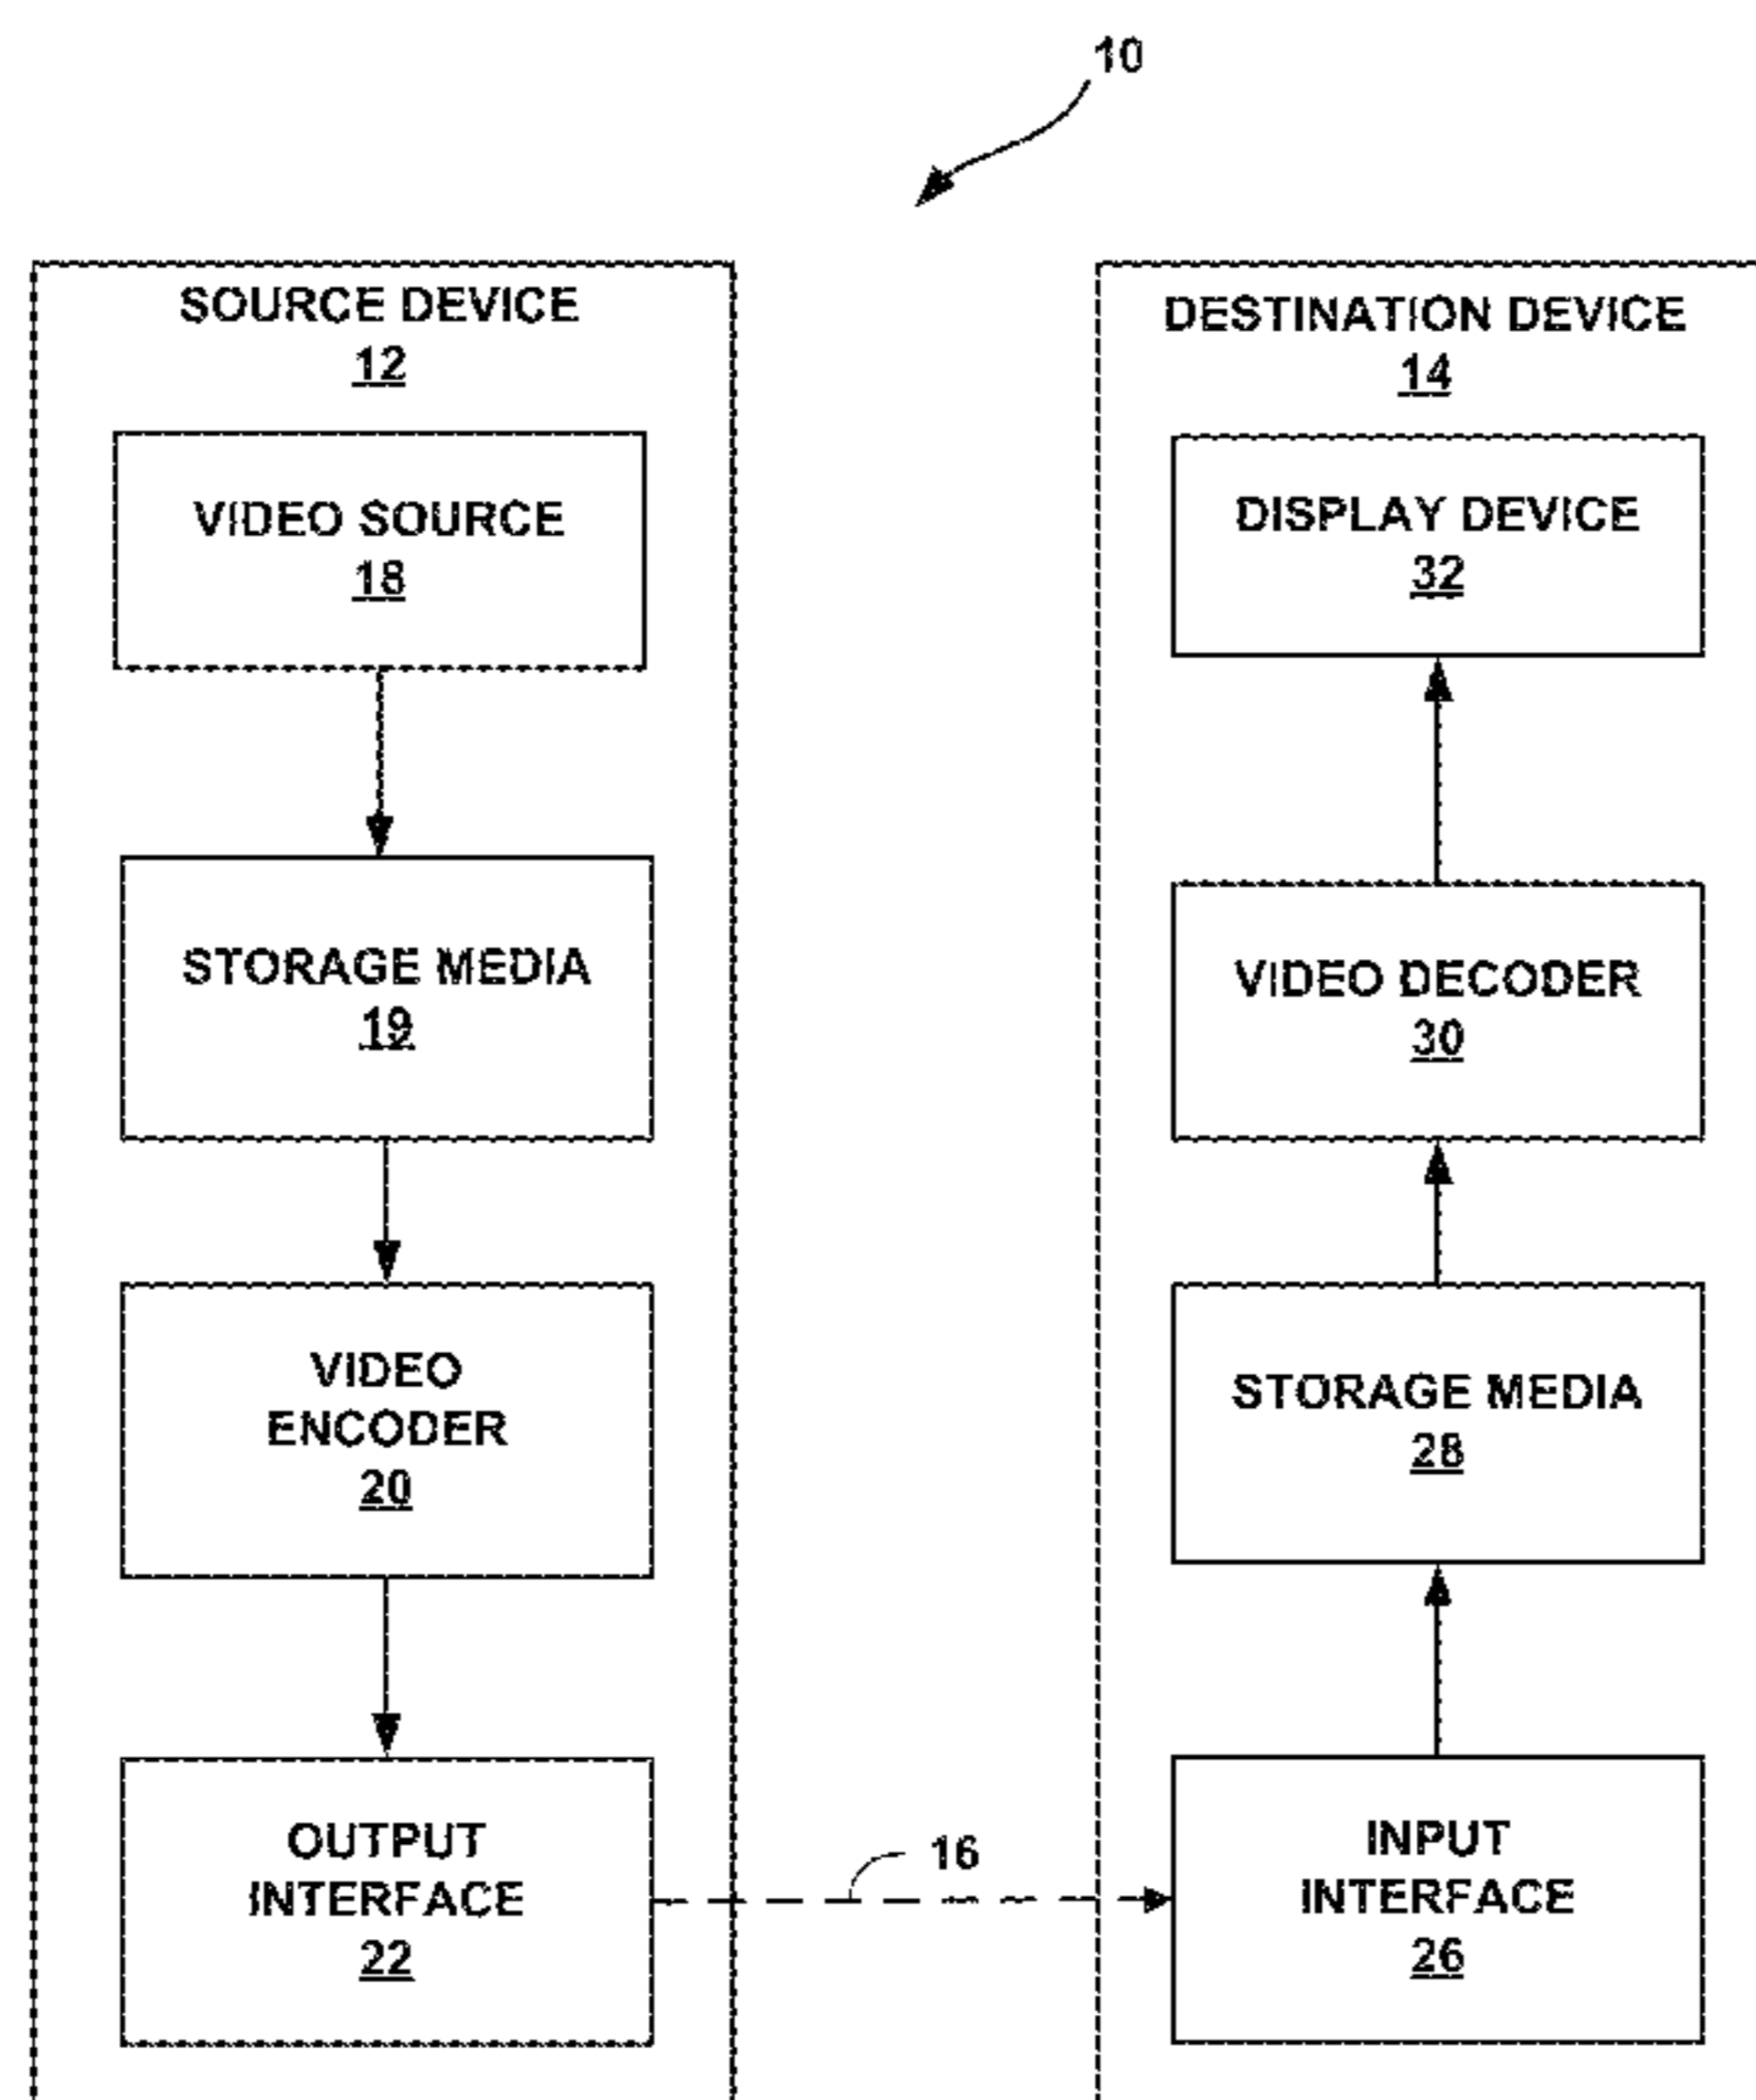 10
SOURCE DEVICE
12
VIDEO SOURCE
18
STORAGE MEDIA
19
VIDEO
ENCODER
20
OUTPUT
INTERFACE
22
16
DESTINATION DEVICE
14
DISPLAY DEVICE
32
VIDEO DECODER
30
STORAGE MEDIA
28
INPUT
INTERFACE
26